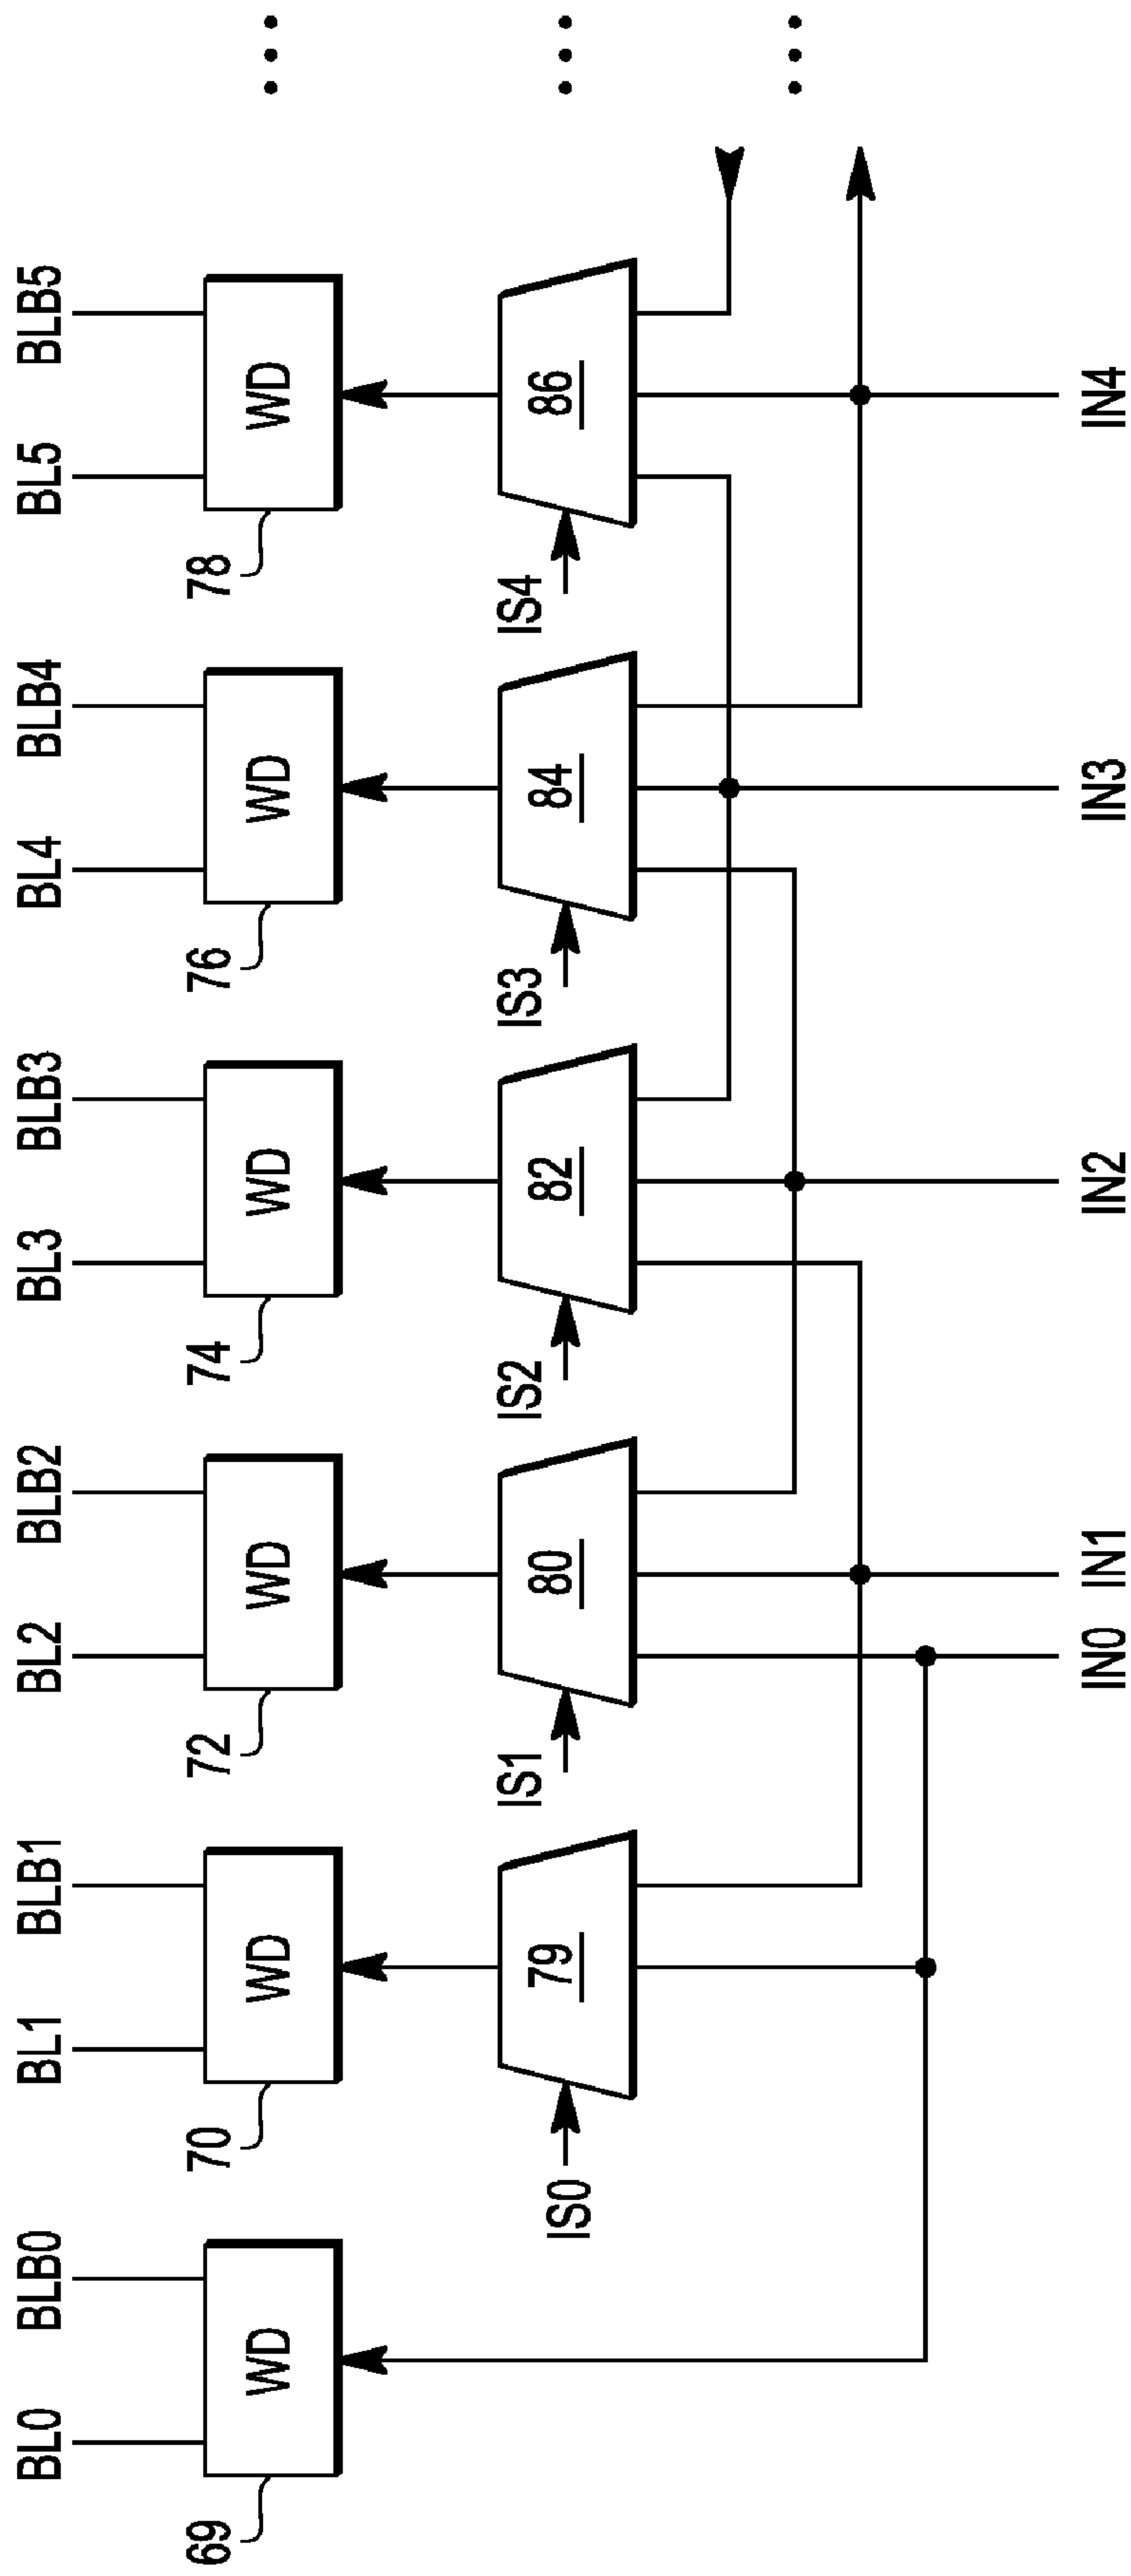 BL0 BLB0 BL1 BLB1 BL2 BLB2 BL3 BLB3 BL4 BLB4 BL5 BLB5
69 70 72 74 76 78
WD WD WD WD WD WD
IS0 IS1 IS2 IS3 IS4
79 80 82 84 86
IN0 IN1 IN2 IN3 IN4